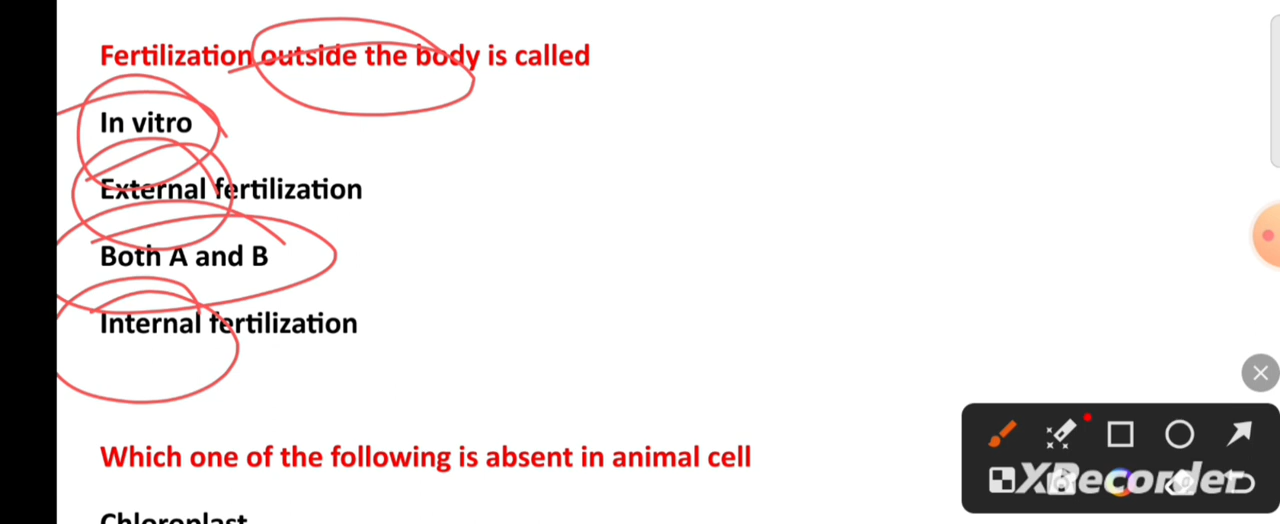 Fertilization outside the body is called
In vitro
External fertilization
Both A and B
Internal fertilization
Which one of the following is absent in animal cell
Chloroplast
XRecorder